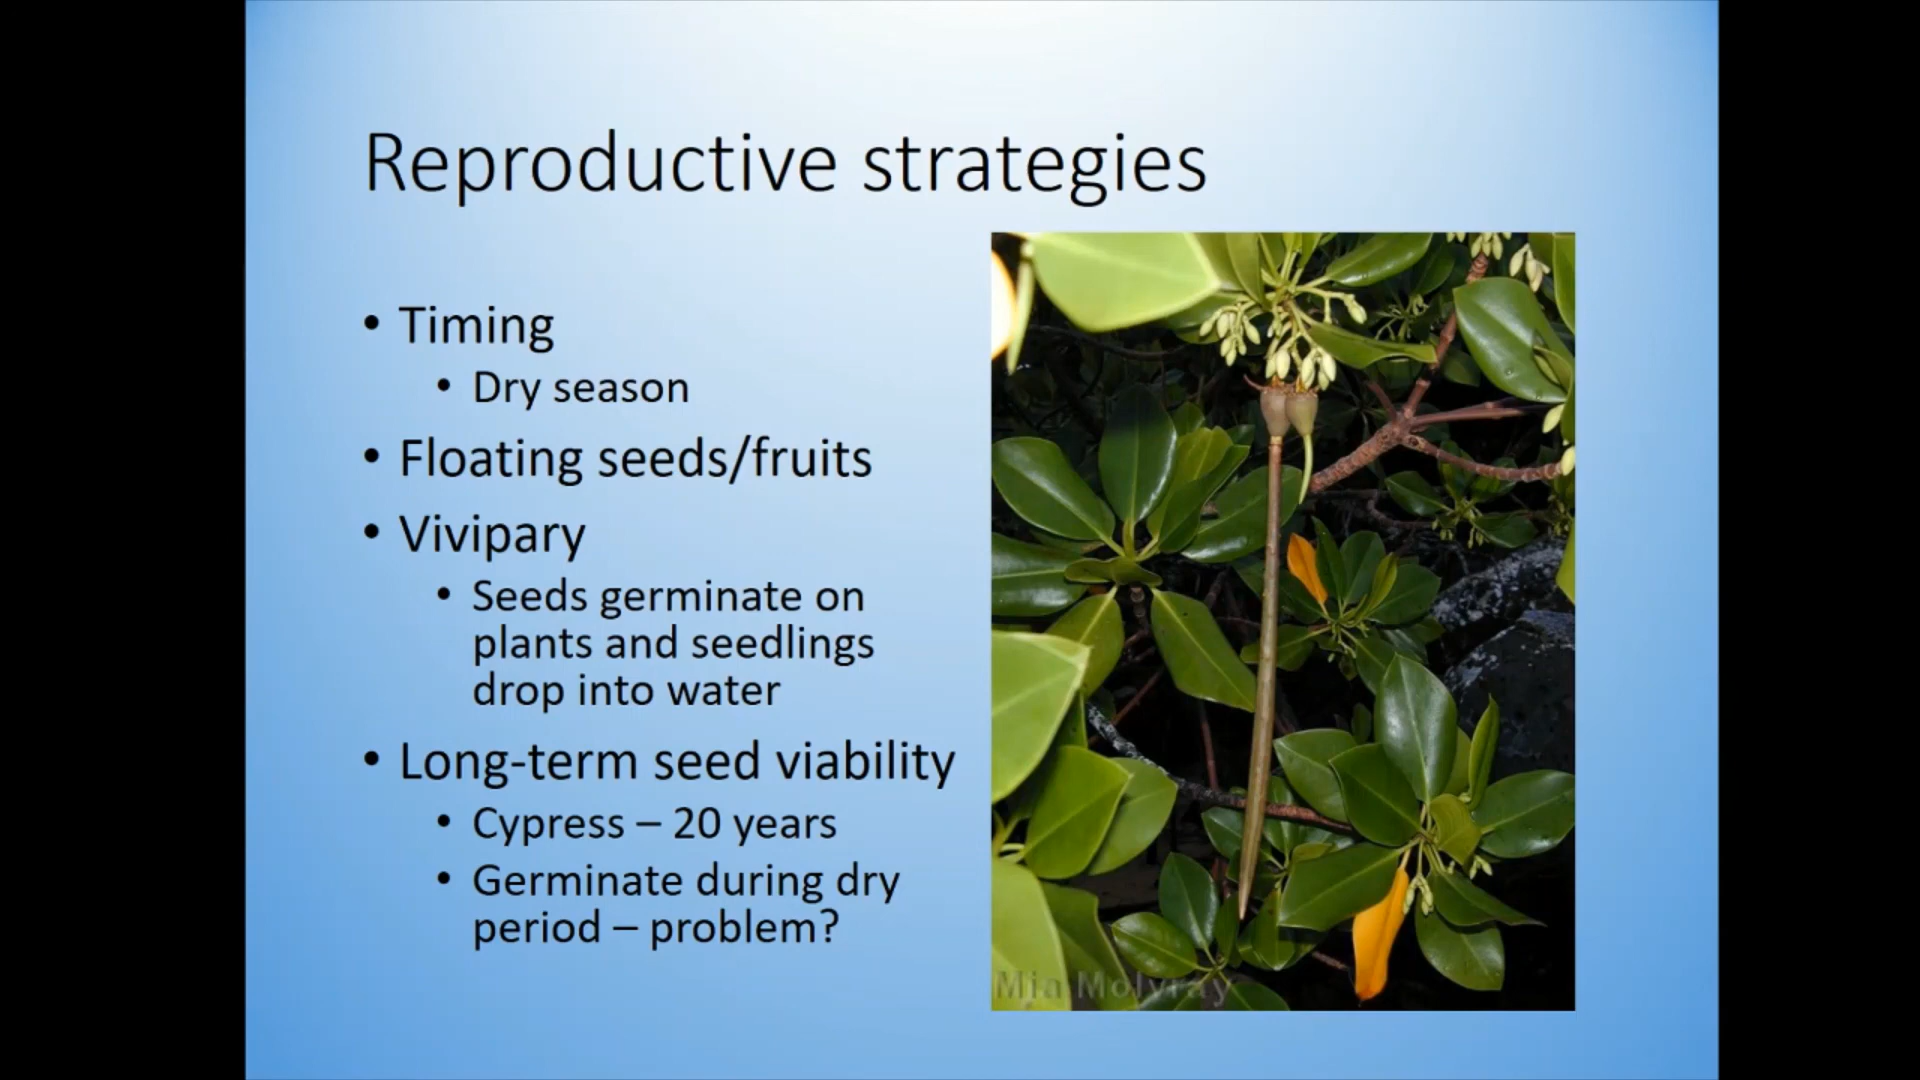 Reproductive strategies
• Timing
• Dry season
• Floating seeds/fruits
• Vivipary
• Seeds germinate on
plants and seedlings
drop into water
• Long-term seed viability
• Cypress – 20 years
• Germinate during dry
period – problem?
Mia Molvray